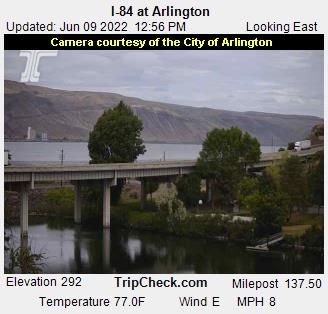 I-84 at Arlington
Updated: Jun 09 2022 12:56 PM Looking East
Camera courtesy of the City of Arlington
Elevation 292 TripCheck.com Milepost 137.50
Temperature 77.0F Wind E MPH 8